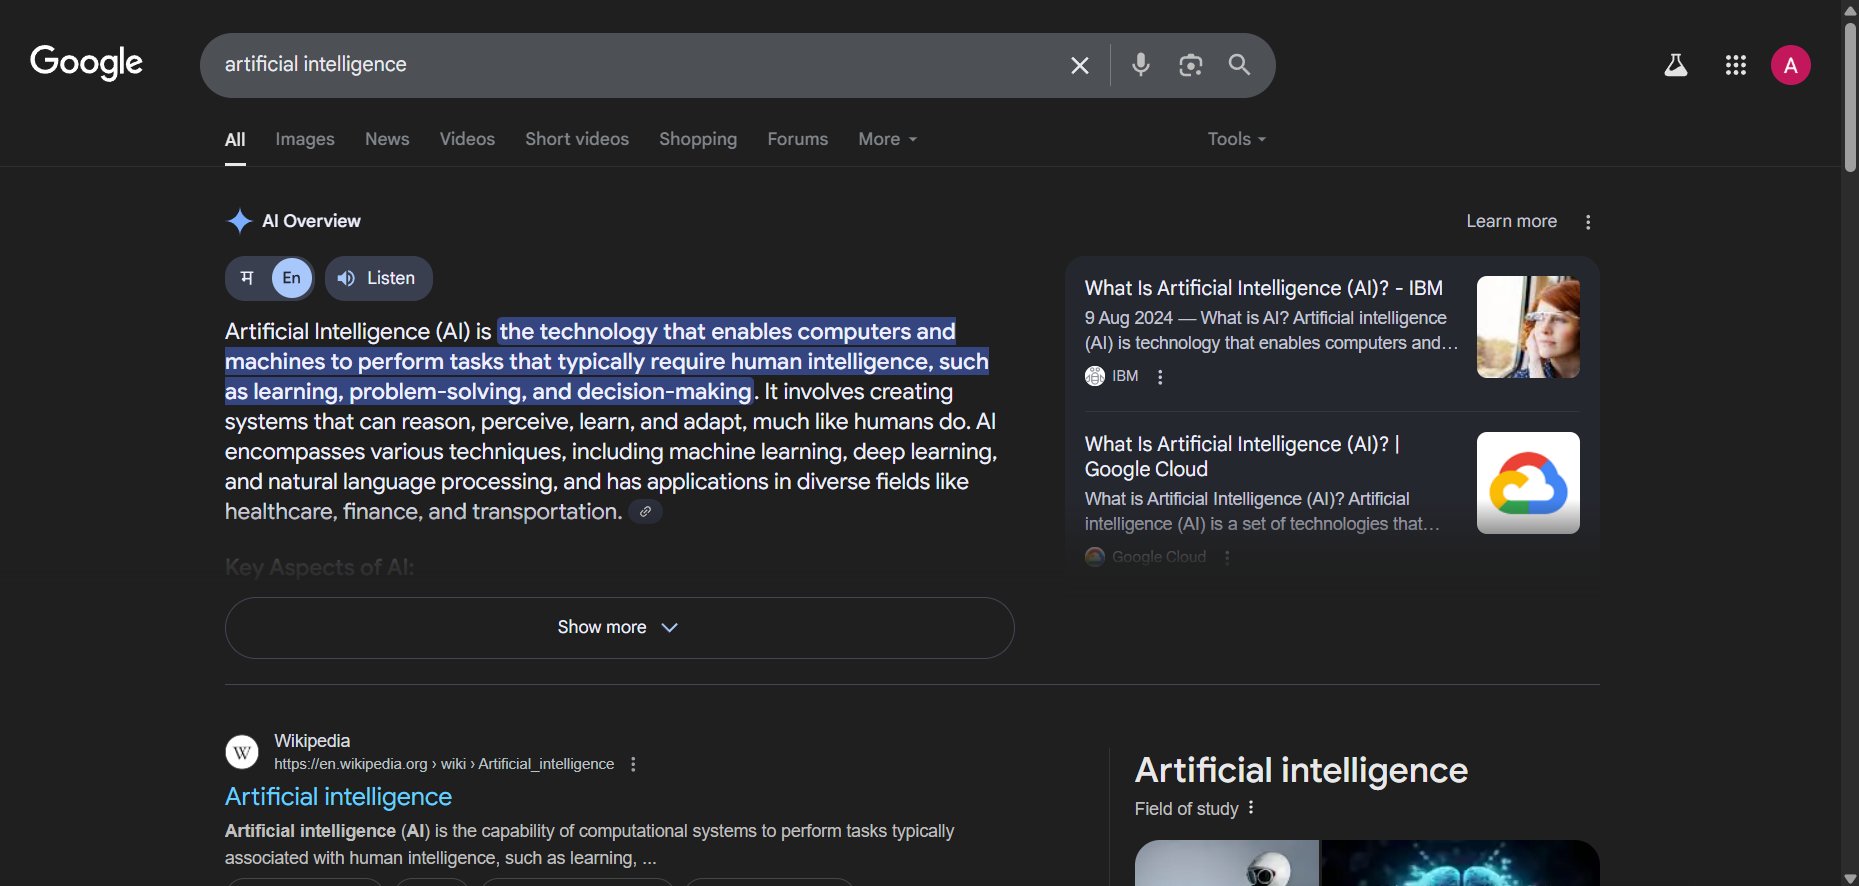 Google
artificial intelligence
A
All Images News Videos Short videos Shopping Forums More Tools
AI Overview
म En Listen
Artificial Intelligence (AI) is the technology that enables computers and
machines to perform tasks that typically require human intelligence, such
as learning, problem-solving, and decision-making. It involves creating
systems that can reason, perceive, learn, and adapt, much like humans do. AI
encompasses various techniques, including machine learning, deep learning,
and natural language processing, and has applications in diverse fields like
healthcare, finance, and transportation.
Key Aspects of AI:
Show more
Learn more
What Is Artificial Intelligence (AI)? - IBM
9 Aug 2024 — What is AI? Artificial intelligence
(AI) is technology that enables computers and...
IBM
What Is Artificial Intelligence (AI)? |
Google Cloud
What is Artificial Intelligence (AI)? Artificial
intelligence (AI) is a set of technologies that...
Google Cloud
W
Wikipedia
https://en.wikipedia.org › wiki › Artificial_intelligence
Artificial intelligence
Artificial intelligence (AI) is the capability of computational systems to perform tasks typically
associated with human intelligence, such as learning, ...
Artificial intelligence
Field of study